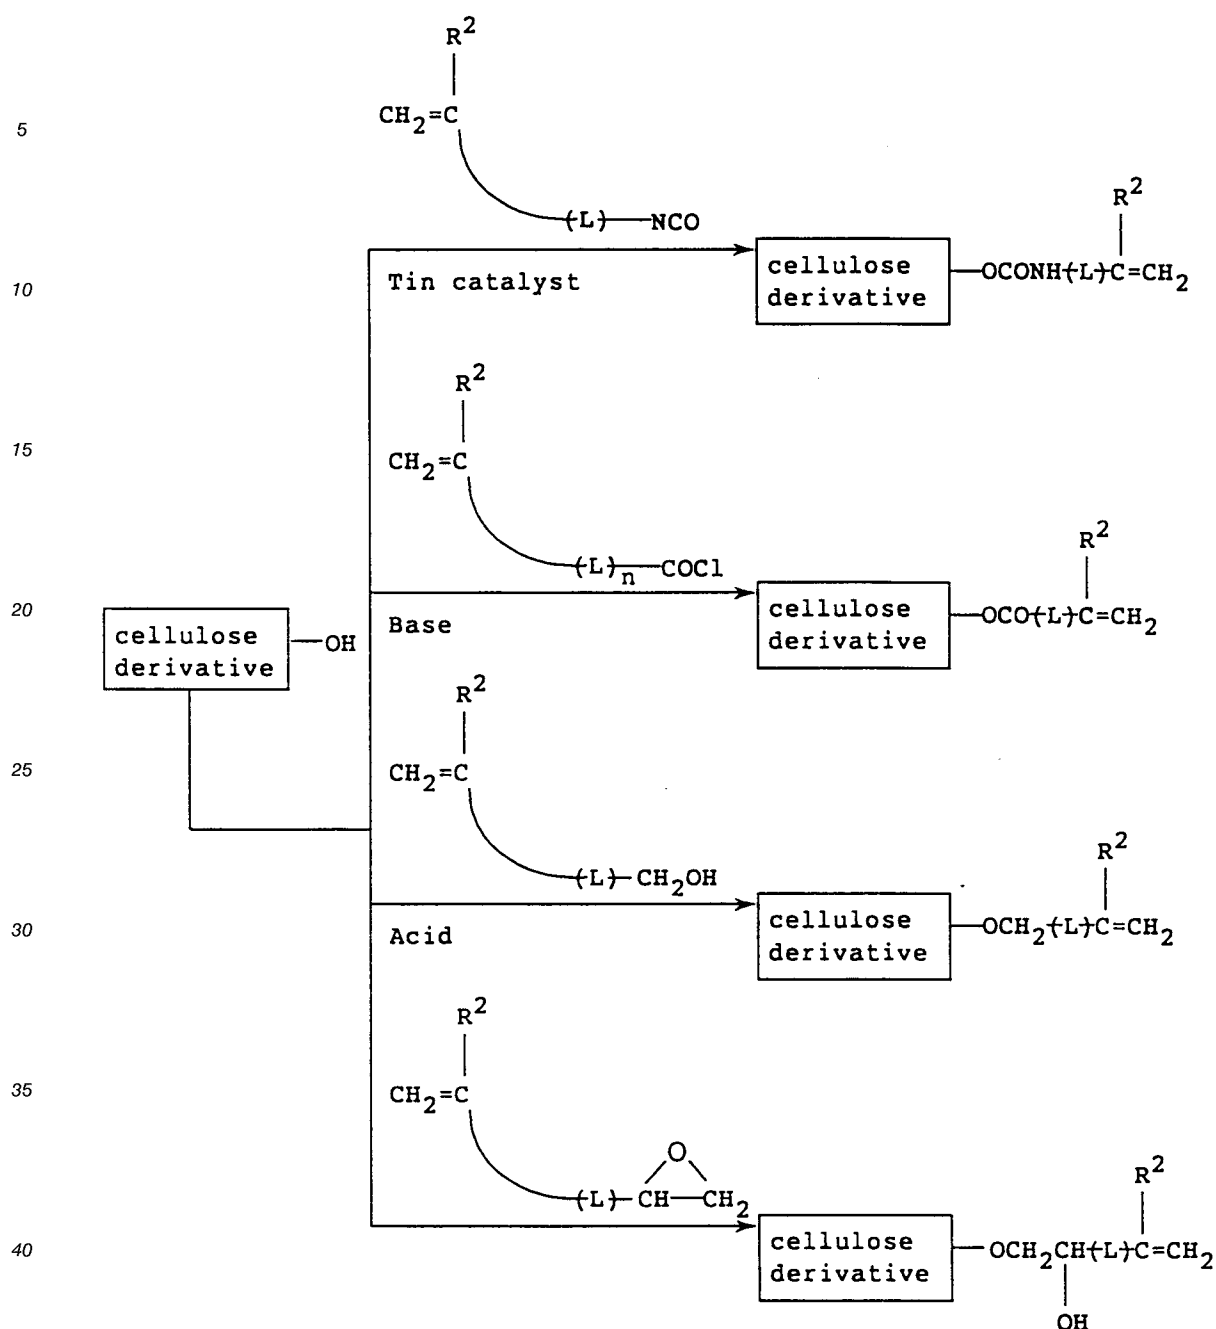 R²
CH₂=C
5
R²
(L)—NCO
cellulose
derivative
—OCONH-(L)-C=CH₂
Tin catalyst
10
R²
15
CH₂=C
R²
(L)n—COCl
cellulose
derivative
—OCO-(L)-C=CH₂
20
Base
cellulose
derivative
—OH
R²
25
CH₂=C
R²
(L)—CH₂OH
cellulose
derivative
—OCH₂-(L)-C=CH₂
30
Acid
R²
35
CH₂=C
O
R²
(L)—CH—CH₂
cellulose
derivative
—OCH₂CH-(L)-C=CH₂
40
OH